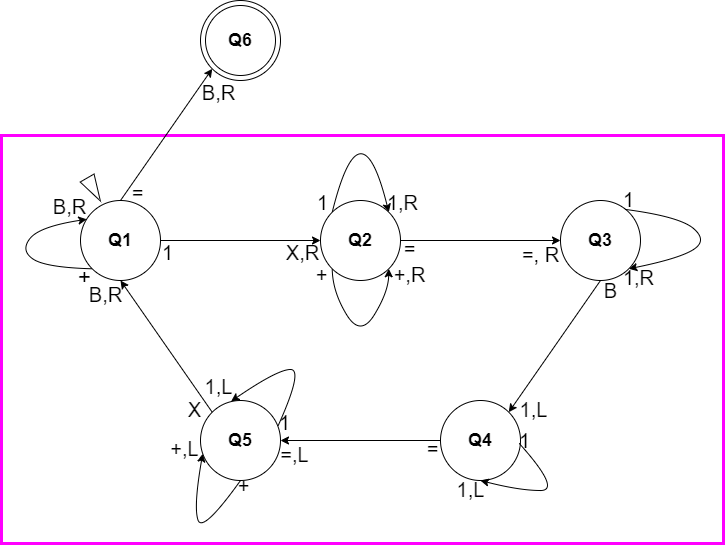 Q6
B,R
=
B,R
Q1
+
B,R
1
X,R
1
1,R
Q2
+
+,R
=
=, R
1
Q3
1,R
B
1,L
Q4
1
1,L
=
=,L
1,L
X
1
Q5
+,L
+